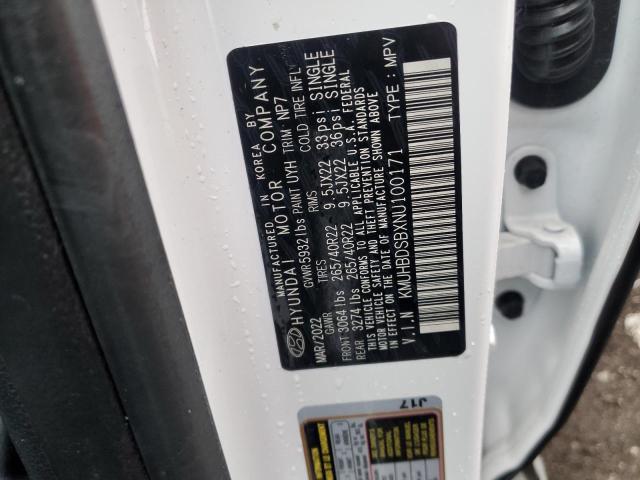 MANUFACTURED IN KOREA BY
HYUNDAI MOTOR COMPANY
MAR/2022 GVWR5932lbs PAINT UYH TRIM NP7
TIRES RIMS COLD TIRE INFL
GAWR
FRONT 3064 lbs 265/40R22 9.5JX22 33psi SINGLE
REAR 3274 lbs 265/40R22 9.5JX22 36psi SINGLE
THIS VEHICLE CONFORMS TO ALL APPLICABLE U.S.A. FEDERAL
MOTOR VEHICLE SAFETY AND THEFT PREVENTION STANDARDS
IN EFFECT ON THE DATE OF MANUFACTURE SHOWN ABOVE
V.I.N KMUHBDSBXNU100171 TYPE : MPV
J17